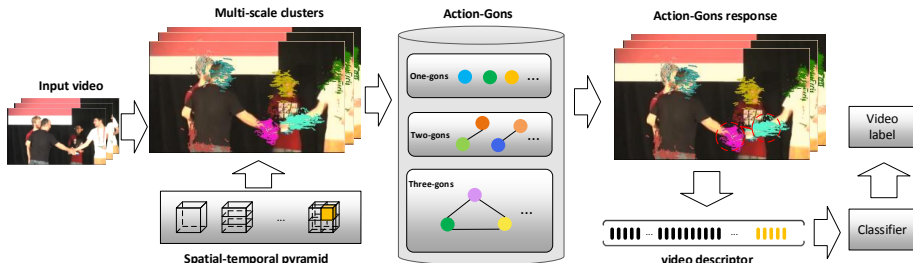 Multi-scale clusters
Action-Gons
Action-Gons response
Input video
One-gons
...
Two-gons
...
Three-gons
...
Video
label
...
Spatial-temporal pyramid
... ...
video descriptor
Classifier